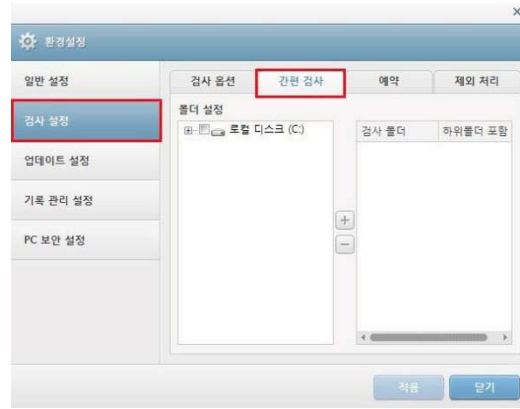 환경설정
일반 설정
검사 설정
업데이트 설정
기록 관리 설정
PC 보안 설정
검사 옵션
간편 검사
예약
제외 처리
폴더 설정
로컬 디스크 (C:)
검사 폴더
하위폴더 포함
적용
닫기